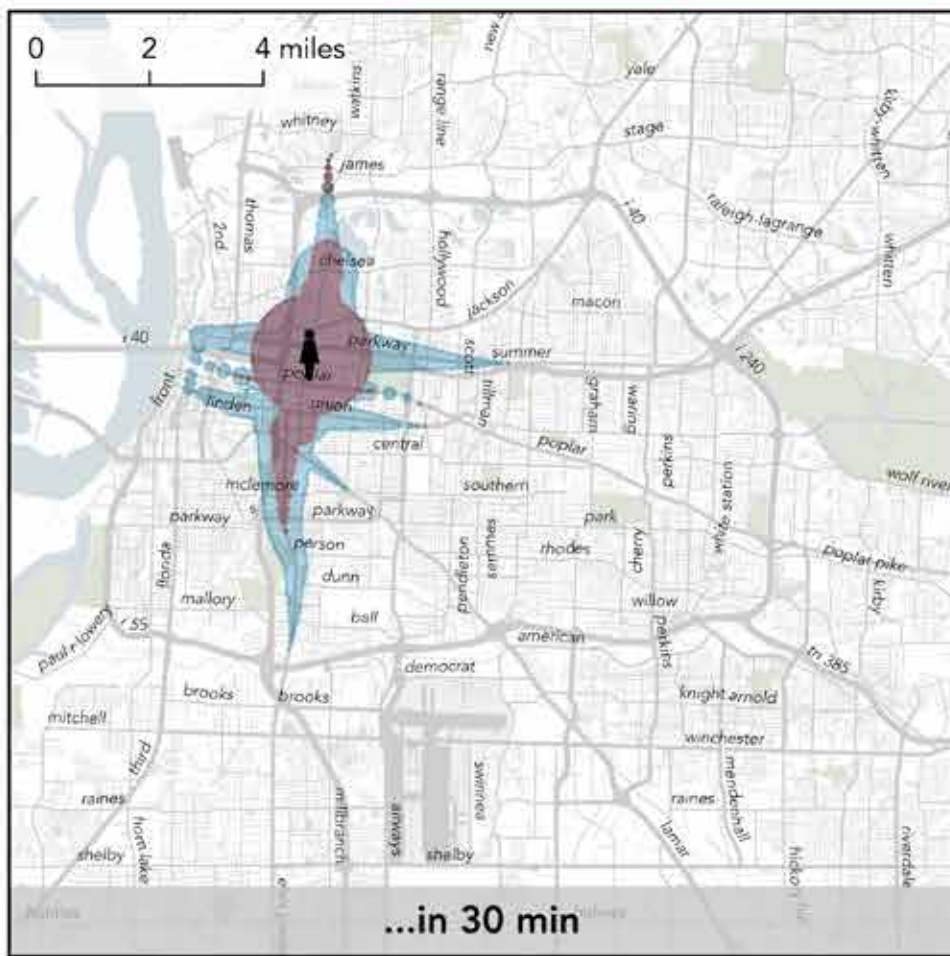 0 2 4 miles
watkins
range line
yale
kirby-whitten
whitney
stage
james
raleigh-lagrange
i 40
thomas
2nd
hollywood
whitten
chelsea
jackson
macon
i 40
parkway
scott
summer
i 240
front
poplar
tillman
graham
waring
linden
union
central
poplar
perkins
white station
wolf river
mclemore
southern
parkway
parkway
park
person
semmes
rhodes
cherry
poplar pike
florida
pendleton
kirby
dunn
mallory
willow
ball
i 55
paul r lowery
american
perkins
tn 385
democrat
brooks
brooks
knight arnold
mitchell
winchester
third
swinnea
mendenhall
raines
millbranch
airways
raines
horn lake
lamar
shelby
shelby
riverdale
holmes
holmes
...in 30 min